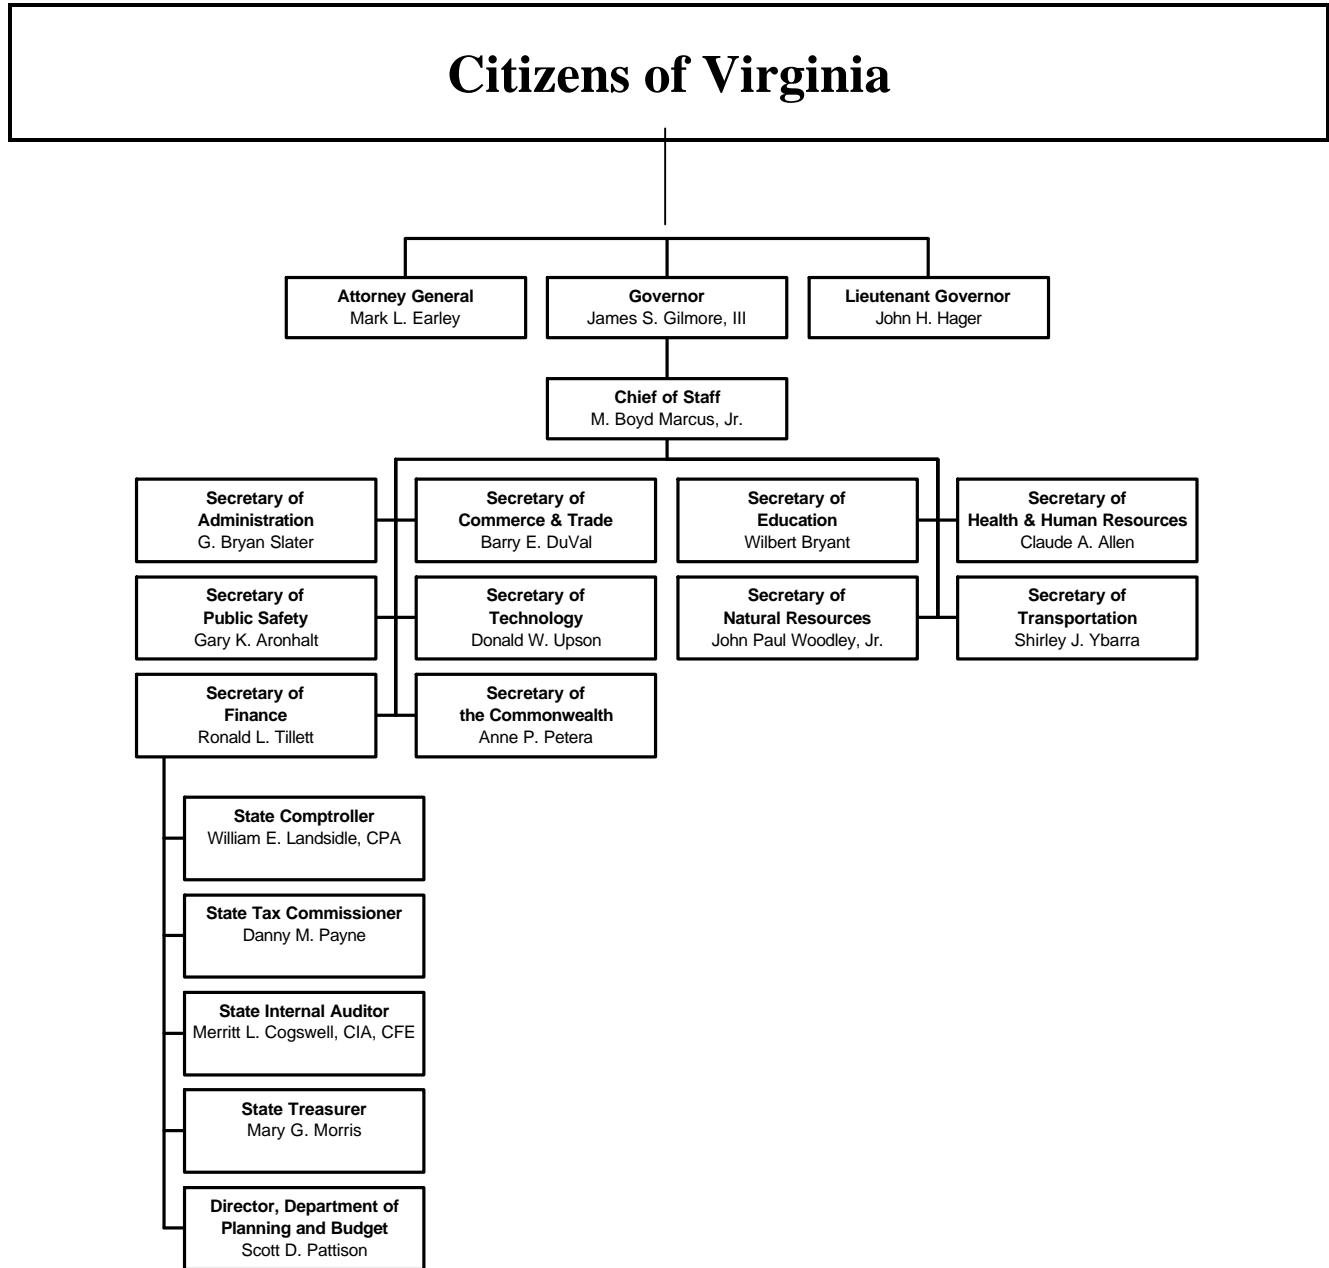 Citizens of Virginia
Attorney General
Mark L. Earley
Governor
James S. Gilmore, III
Lieutenant Governor
John H. Hager
Chief of Staff
M. Boyd Marcus, Jr.
Secretary of
Administration
G. Bryan Slater
Secretary of
Commerce & Trade
Barry E. DuVal
Secretary of
Education
Wilbert Bryant
Secretary of
Health & Human Resources
Claude A. Allen
Secretary of
Public Safety
Gary K. Aronhalt
Secretary of
Technology
Donald W. Upson
Secretary of
Natural Resources
John Paul Woodley, Jr.
Secretary of
Transportation
Shirley J. Ybarra
Secretary of
Finance
Ronald L. Tillett
Secretary of
the Commonwealth
Anne P. Petera
State Comptroller
William E. Landsidle, CPA
State Tax Commissioner
Danny M. Payne
State Internal Auditor
Merritt L. Cogswell, CIA, CFE
State Treasurer
Mary G. Morris
Director, Department of
Planning and Budget
Scott D. Pattison